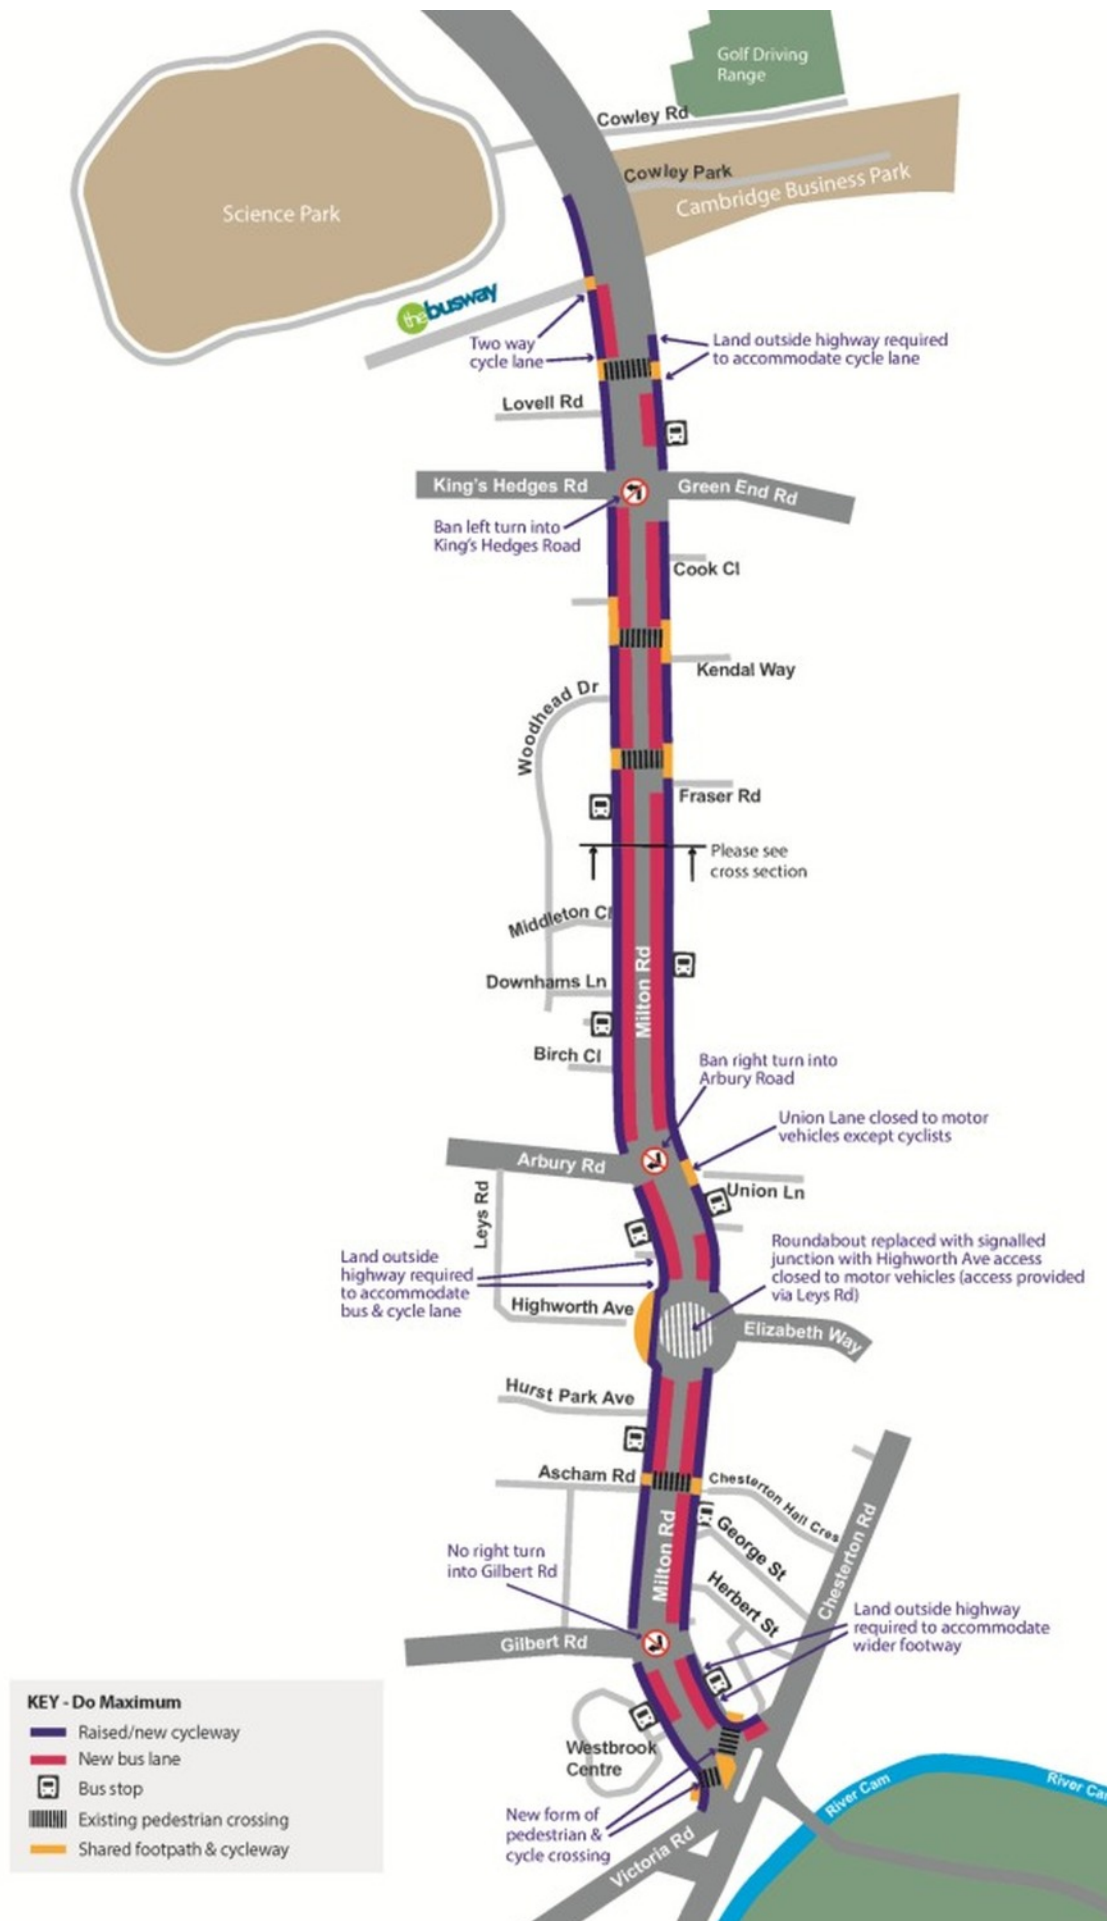 Golf Driving
Range
Cowley Rd
Cowley Park
Cambridge Business Park
Science Park
thebusway
Two way
cycle lane
Land outside highway required
to accommodate cycle lane
Lovell Rd
King's Hedges Rd
Green End Rd
Ban left turn into
King's Hedges Road
Cook Cl
Kendal Way
Woodhead Dr
Fraser Rd
Please see
cross section
Middleton Cl
Milton Rd
Downhams Ln
Birch Cl
Ban right turn into
Arbury Road
Union Lane closed to motor
vehicles except cyclists
Arbury Rd
Union Ln
Leys Rd
Roundabout replaced with signalled
junction with Highworth Ave access
closed to motor vehicles (access provided
via Leys Rd)
Land outside
highway required
to accommodate
bus & cycle lane
Highworth Ave
Elizabeth Way
Hurst Park Ave
Ascham Rd
Chesterton Hall Cres
George St
Chesterton Rd
Milton Rd
No right turn
into Gilbert Rd
Herbert St
Land outside highway
required to accommodate
wider footway
Gilbert Rd
Westbrook
Centre
New form of
pedestrian &
cycle crossing
Victoria Rd
River Cam
River Ca
KEY - Do Maximum
Raised/new cycleway
New bus lane
Bus stop
Existing pedestrian crossing
Shared footpath & cycleway